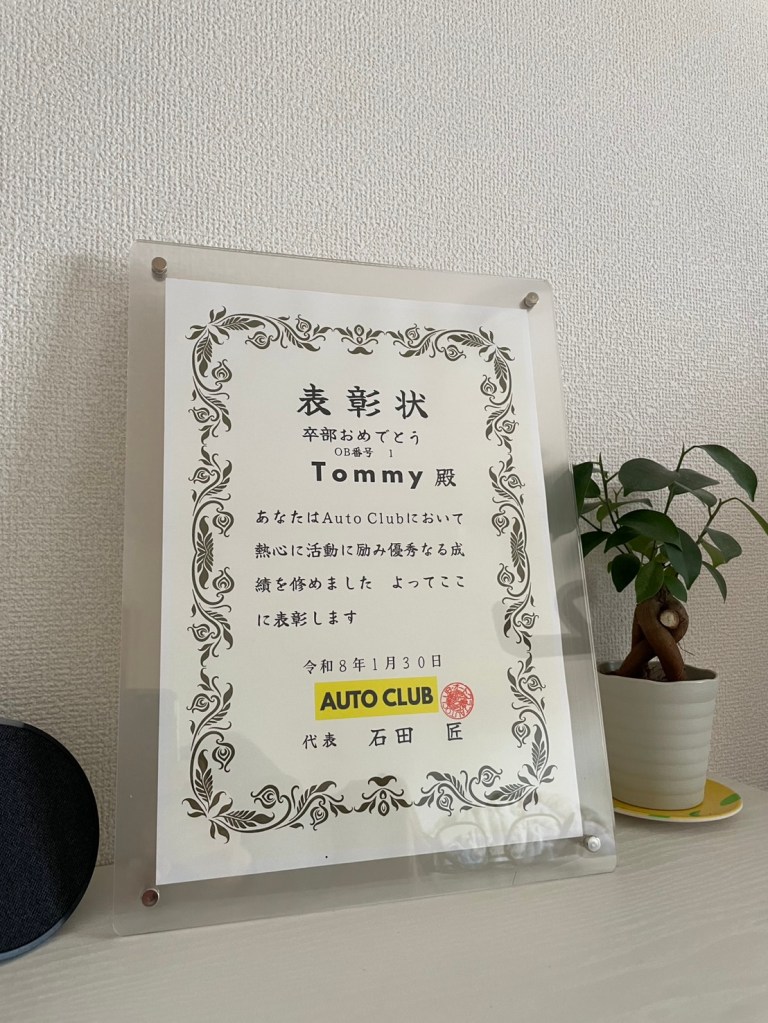 表彰状
卒部おめでとう
OB番号 1
Tommy 殿
あなたはAuto Clubにおいて
熱心に活動に励み優秀なる成
績を修めました よってここ
に表彰します
令和8年1月30日
AUTO CLUB
代表 石田 匠